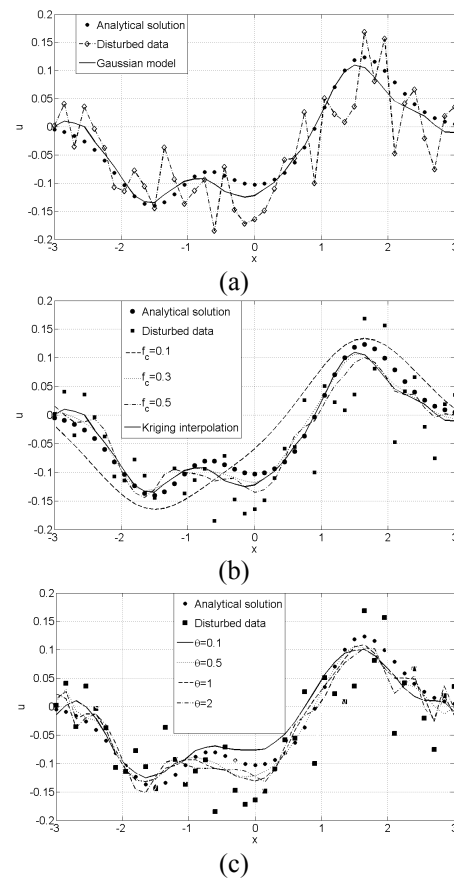 0.2
0.15
0.1
0.05
0
-0.05
-0.1
-0.15
-0.2
u
Analytical solution
Disturbed data
Gaussian model
-3 -2 -1 0 1 2 3
x
(a)
0.2
0.15
0.1
0.05
0
-0.05
-0.1
-0.15
-0.2
u
Analytical solution
Disturbed data
f_c=0.1
f_c=0.3
f_c=0.5
Kriging interpolation
-3 -2 -1 0 1 2 3
x
(b)
0.2
0.15
0.1
0.05
0
-0.05
-0.1
-0.15
-0.2
u
Analytical solution
Disturbed data
θ=0.1
θ=0.5
θ=1
θ=2
-3 -2 -1 0 1 2 3
x
(c)